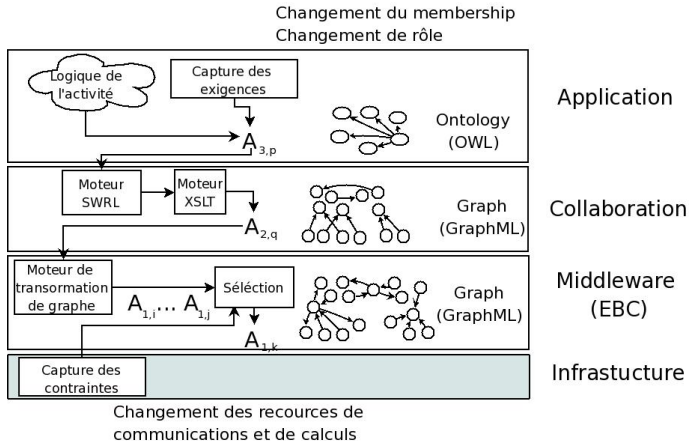 Changement du membership
Changement de rôle
Logique de
l'activité
Capture des
exigences
A3,p
Ontology
(OWL)
Application
Moteur
SWRL
Moteur
XSLT
A2,q
Graph
(GraphML)
Collaboration
Moteur de
transormation
de graphe
A1,i... A1,j
Séléction
A1,k
Graph
(GraphML)
Middleware
(EBC)
Capture des
contraintes
Infrastucture
Changement des recources de
communications et de calculs